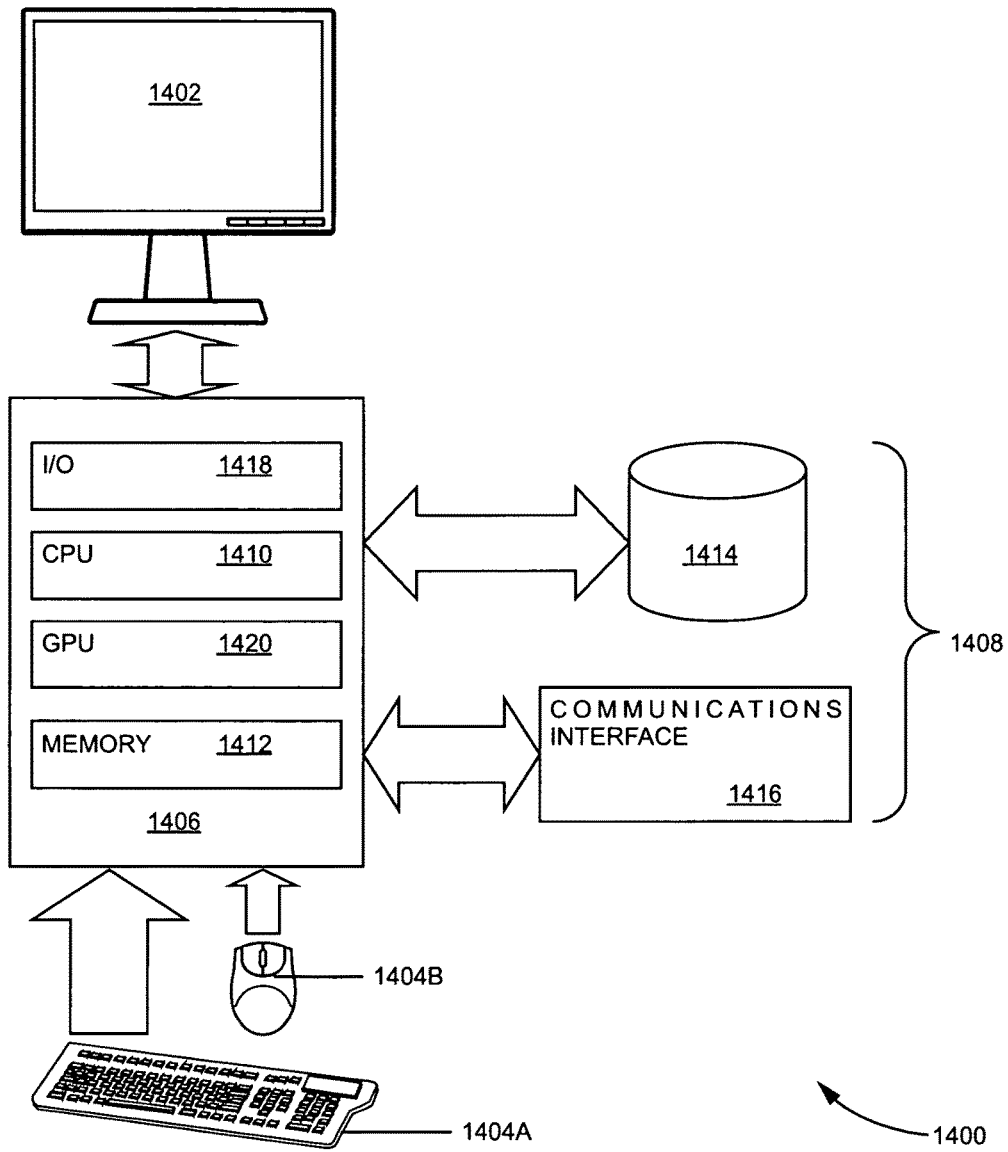 1402
I/O 1418
CPU 1410
GPU 1420
MEMORY 1412
1406
1414
COMMUNICATIONS
INTERFACE
1416
1408
1404B
1404A
1400